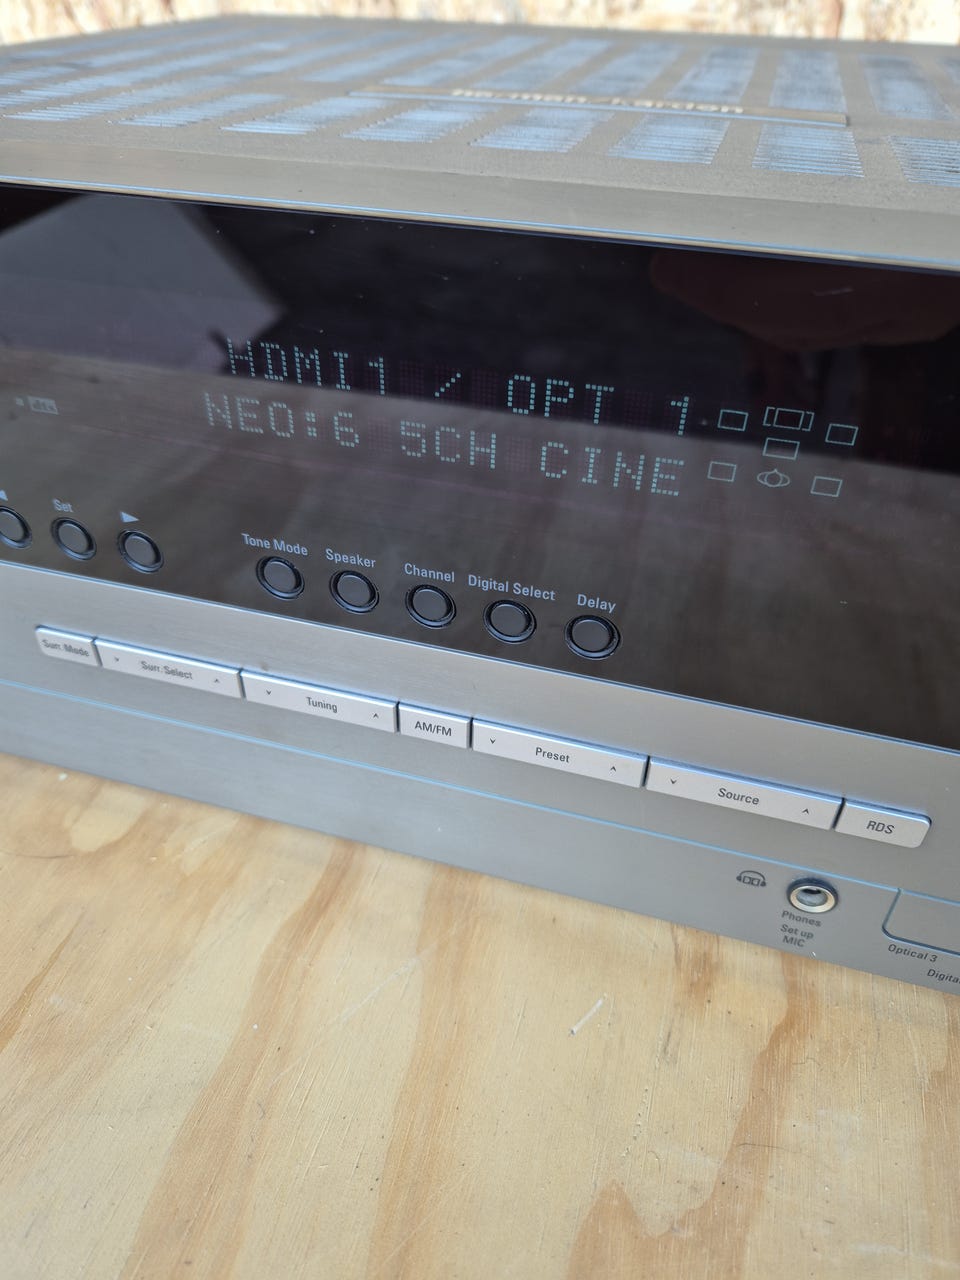 harman/kardon
HDMI1 / OPT 1
dts
NEO:6 5CH CINE
Set
Tone Mode
Speaker
Channel
Digital Select
Delay
Surr. Mode
Surr. Select
Tuning
AM/FM
Preset
Source
RDS
Phones
Set up
MIC
Optical 3